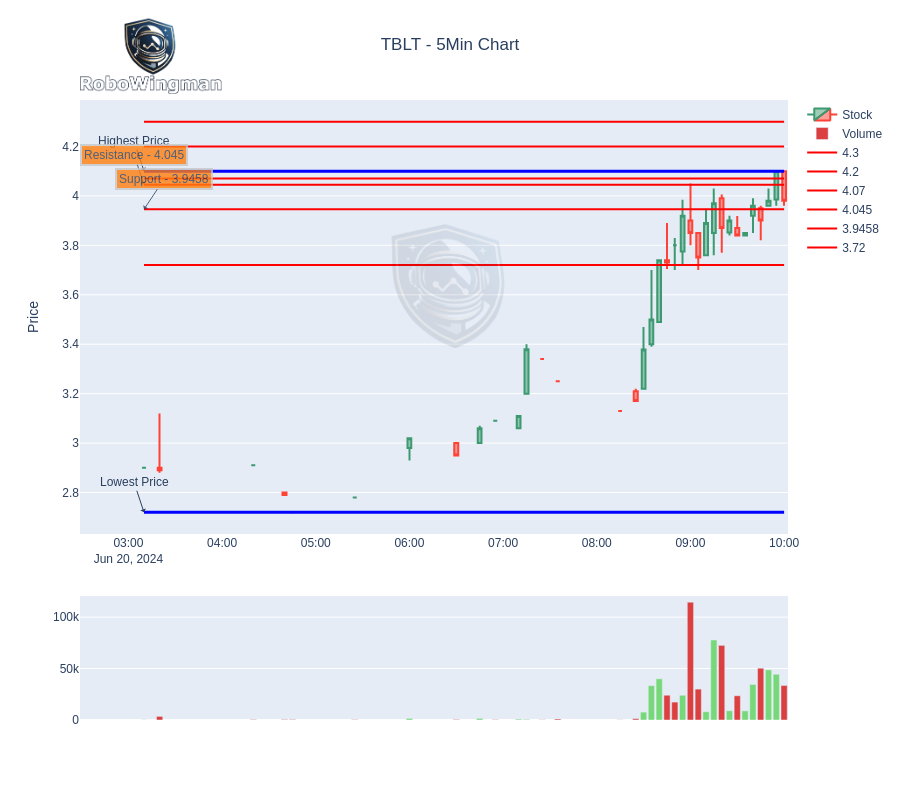 RoboWingman
TBLT - 5Min Chart
Highest Price
Resistance - 4.045
Support - 3.9458
Lowest Price
Price
4.2
4
3.8
3.6
3.4
3.2
3
2.8
03:00
04:00
05:00
06:00
07:00
08:00
09:00
10:00
Jun 20, 2024
100k
50k
0
Stock
Volume
4.3
4.2
4.07
4.045
3.9458
3.72